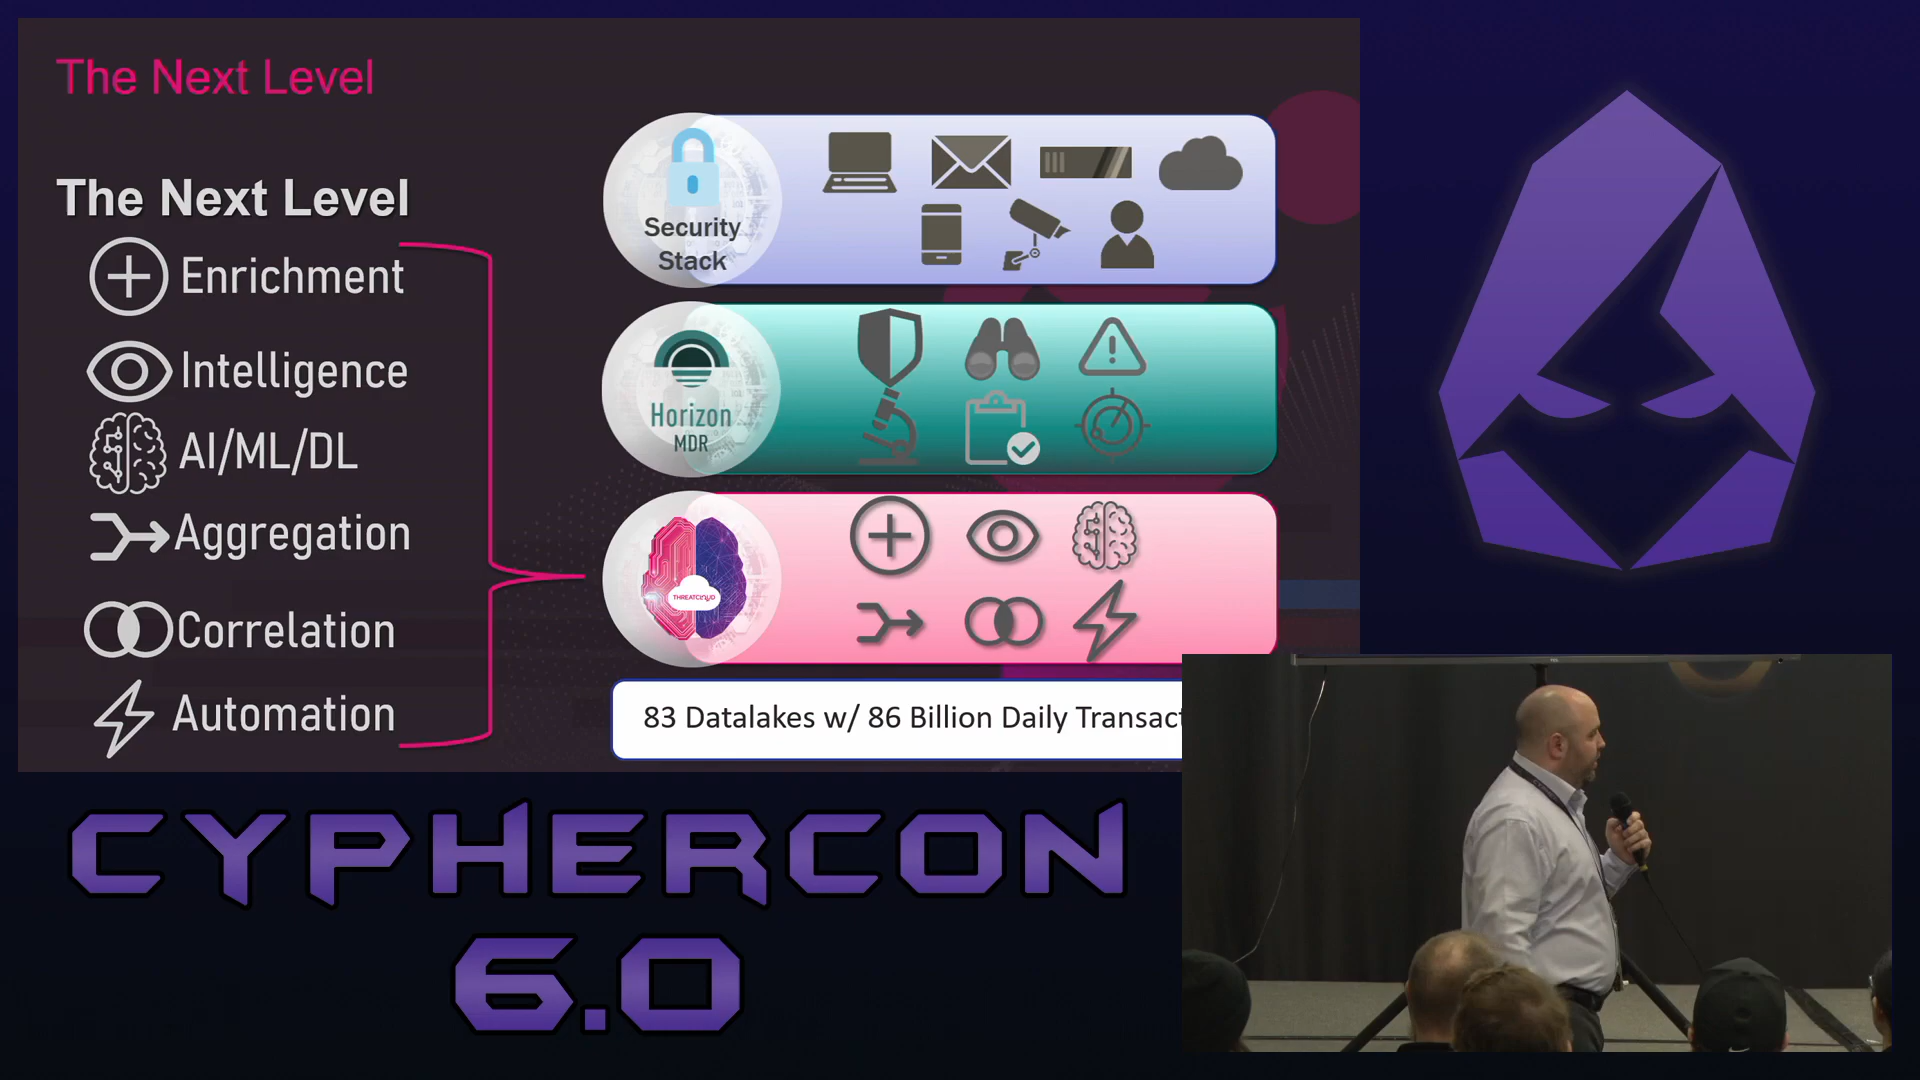 The Next Level
The Next Level
Enrichment
Intelligence
AI/ML/DL
Aggregation
Correlation
Automation
Security
Stack
Horizon
MDR
THREATCLOUD
83 Datalakes w/ 86 Billion Daily Transact
CYPHERCON
6.0